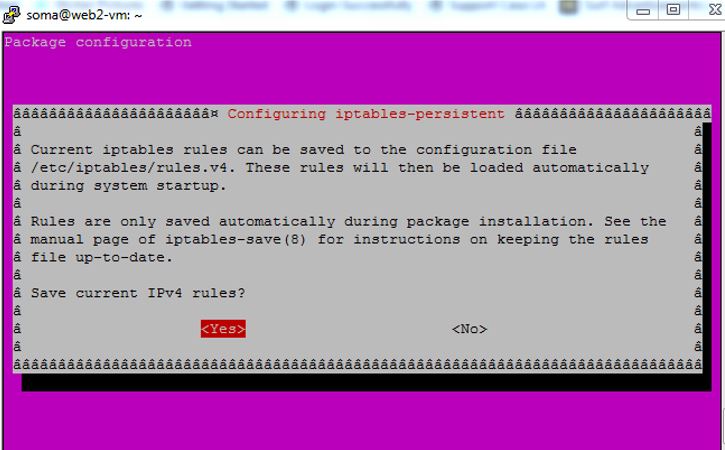 soma@web2-vm: ~
Package configuration
âââââââââââââââââââââââ¤ Configuring iptables-persistent âââââââââââââââââââââââ
â â
â Current iptables rules can be saved to the configuration file â
â /etc/iptables/rules.v4. These rules will then be loaded automatically â
â during system startup. â
â â
â Rules are only saved automatically during package installation. See the â
â manual page of iptables-save(8) for instructions on keeping the rules â
â file up-to-date. â
â â
â Save current IPv4 rules? â
â â
â <Yes> <No> â
â â
âââââââââââââââââââââââââââââââââââââââââââââââââââââââââââââââââââââââââââââ